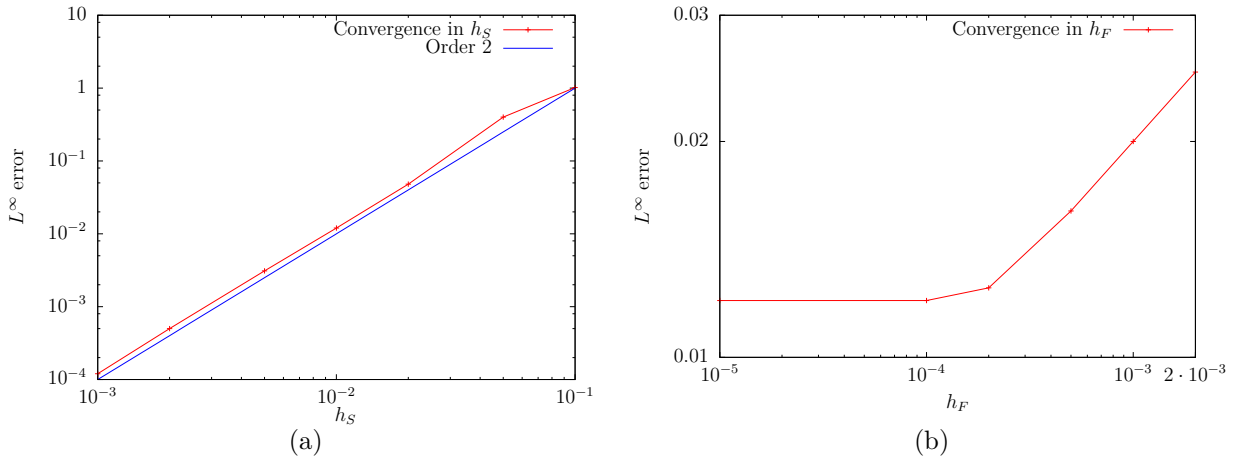 10
1
10⁻¹
10⁻²
10⁻³
10⁻⁴
L∞ error
Convergence in h_S
Order 2
10⁻³
10⁻²
10⁻¹
h_S
(a)
0.03
0.02
0.01
L∞ error
Convergence in h_F
10⁻⁵
10⁻⁴
10⁻³
2 · 10⁻³
h_F
(b)